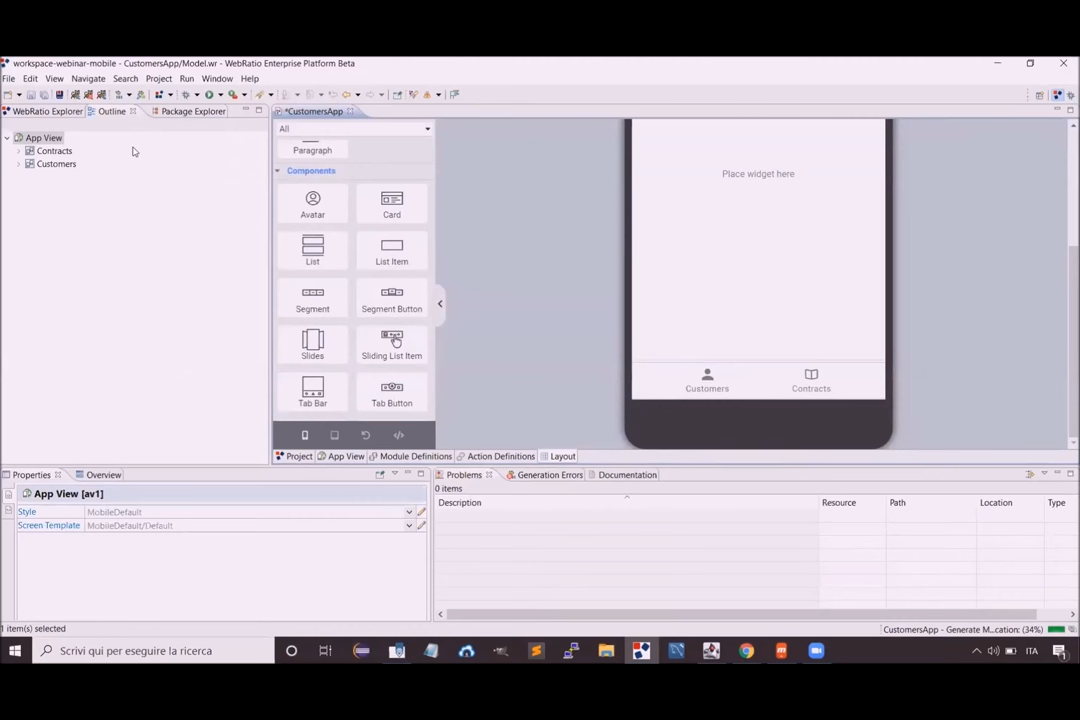 workspace-webinar-mobile - CustomersApp/Model.wr - WebRatio Enterprise Platform Beta
File Edit View Navigate Search Project Run Window Help
WebRatio Explorer Outline Package Explorer *CustomersApp
App View
Contracts
Customers
All
Paragraph
Components
Avatar Card
List List Item
Segment Segment Button
Slides Sliding List Item
Tab Bar Tab Button
Place widget here
Customers Contracts
Project App View Module Definitions Action Definitions Layout
Properties Overview
App View [av1]
Style MobileDefault
Screen Template MobileDefault/Default
Problems Generation Errors Documentation
0 items
Description Resource Path Location Type
1 item(s) selected
CustomersApp - Generate M...cation: (34%)
Scrivi qui per eseguire la ricerca
ITA
1